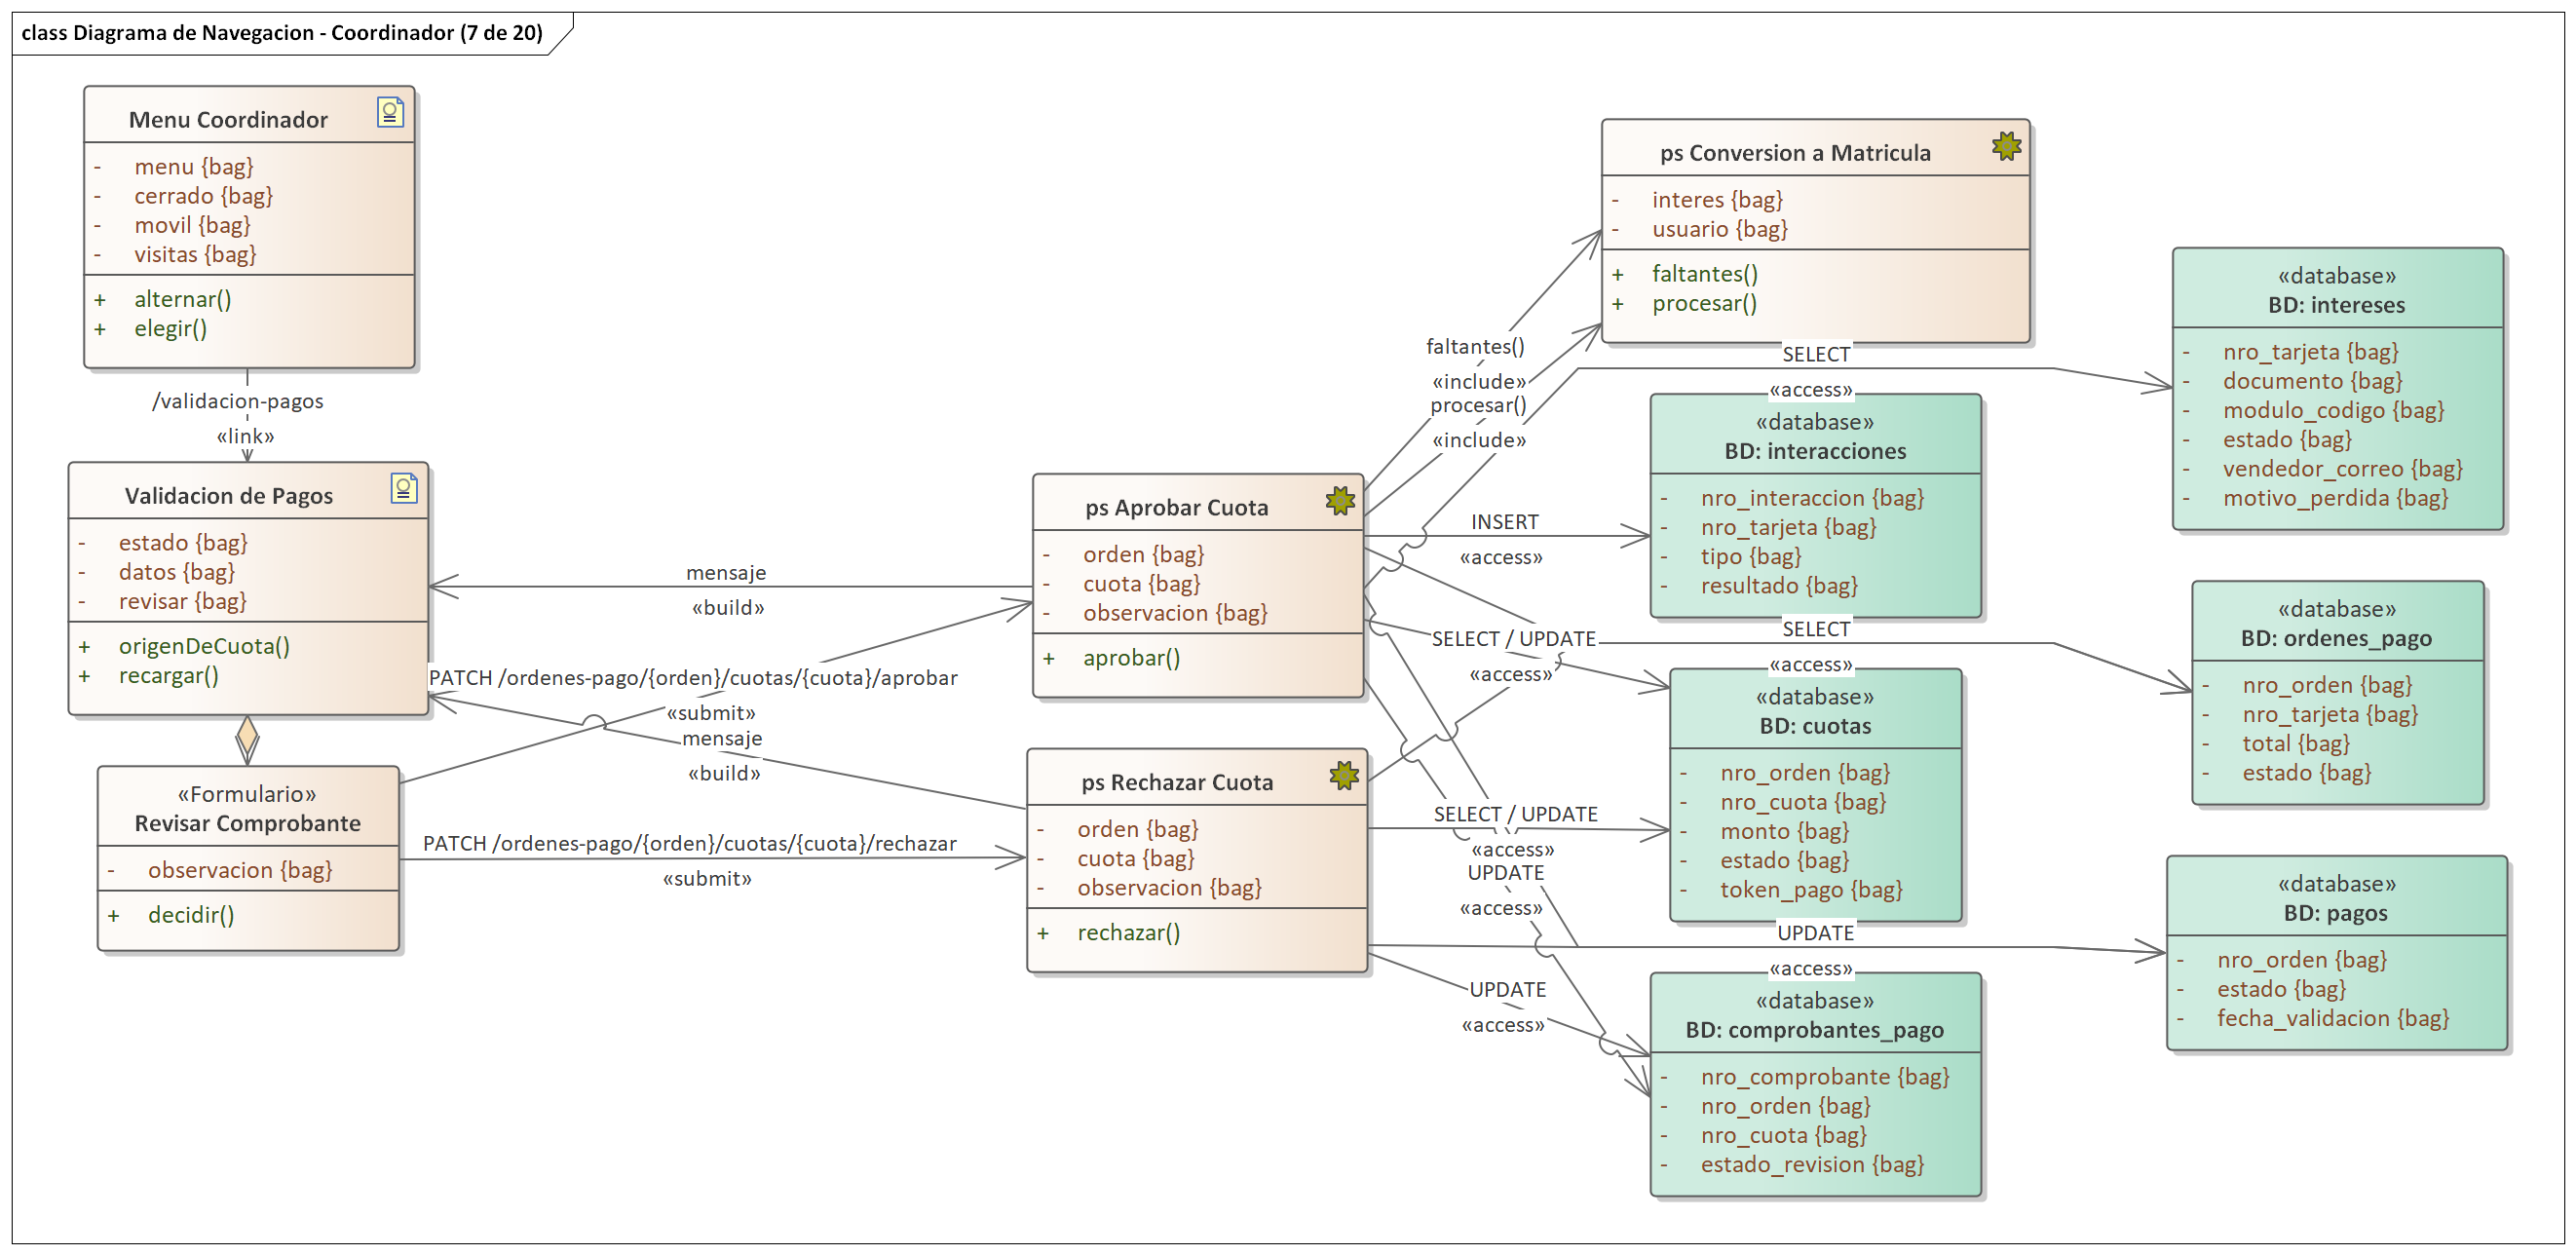 class Diagrama de Navegacion - Coordinador (7 de 20)
Menu Coordinador
- menu {bag}
- cerrado {bag}
- movil {bag}
- visitas {bag}
+ alternar()
+ elegir()
/validacion-pagos
«link»
Validacion de Pagos
- estado {bag}
- datos {bag}
- revisar {bag}
+ origenDeCuota()
+ recargar()
«Formulario»
Revisar Comprobante
- observacion {bag}
+ decidir()
mensaje
«build»
PATCH /ordenes-pago/{orden}/cuotas/{cuota}/aprobar
«submit»
mensaje
«build»
PATCH /ordenes-pago/{orden}/cuotas/{cuota}/rechazar
«submit»
ps Aprobar Cuota
- orden {bag}
- cuota {bag}
- observacion {bag}
+ aprobar()
ps Rechazar Cuota
- orden {bag}
- cuota {bag}
- observacion {bag}
+ rechazar()
faltantes()
«include»
procesar()
«include»
INSERT
«access»
SELECT / UPDATE
«access»
SELECT / UPDATE
«access»
UPDATE
«access»
UPDATE
«access»
ps Conversion a Matricula
- interes {bag}
- usuario {bag}
+ faltantes()
+ procesar()
SELECT
«access»
«database»
BD: interacciones
- nro_interaccion {bag}
- nro_tarjeta {bag}
- tipo {bag}
- resultado {bag}
SELECT
«access»
«database»
BD: cuotas
- nro_orden {bag}
- nro_cuota {bag}
- monto {bag}
- estado {bag}
- token_pago {bag}
UPDATE
«access»
«database»
BD: comprobantes_pago
- nro_comprobante {bag}
- nro_orden {bag}
- nro_cuota {bag}
- estado_revision {bag}
«database»
BD: intereses
- nro_tarjeta {bag}
- documento {bag}
- modulo_codigo {bag}
- estado {bag}
- vendedor_correo {bag}
- motivo_perdida {bag}
«database»
BD: ordenes_pago
- nro_orden {bag}
- nro_tarjeta {bag}
- total {bag}
- estado {bag}
«database»
BD: pagos
- nro_orden {bag}
- estado {bag}
- fecha_validacion {bag}